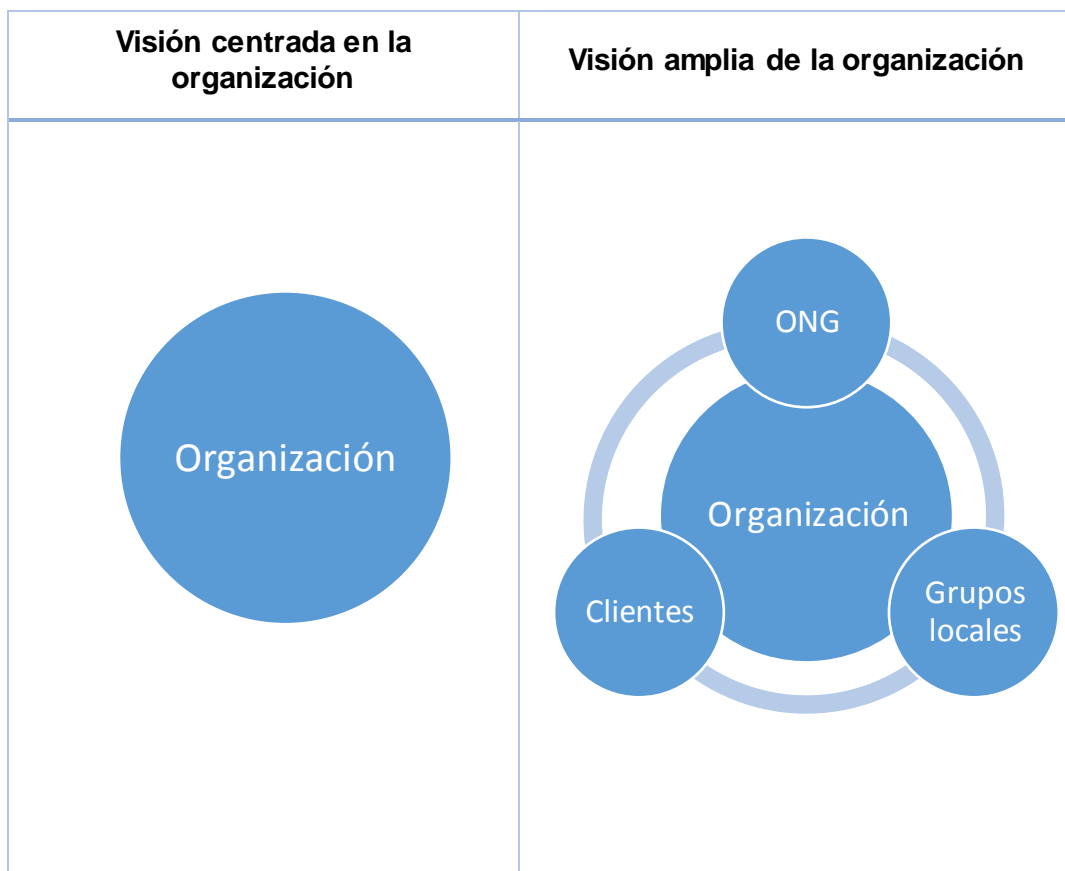 Visión centrada en la
organización
Visión amplia de la organización
Organización
ONG
Organización
Clientes
Grupos
locales